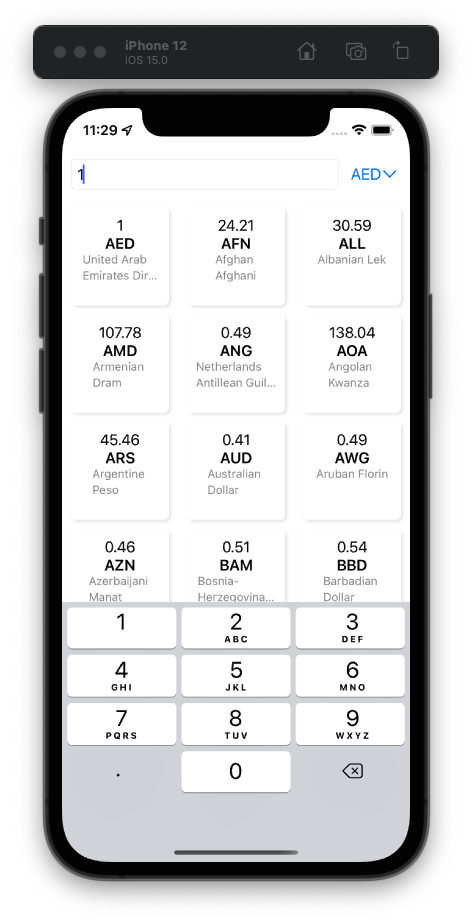 iPhone 12
iOS 15.0
11:29
1
AED
1
AED
United Arab
Emirates Dir...
24.21
AFN
Afghan
Afghani
30.59
ALL
Albanian Lek
107.78
AMD
Armenian
Dram
0.49
ANG
Netherlands
Antillean Guil...
138.04
AOA
Angolan
Kwanza
45.46
ARS
Argentine
Peso
0.41
AUD
Australian
Dollar
0.49
AWG
Aruban Florin
0.46
AZN
Azerbaijani
Manat
0.51
BAM
Bosnia-
Herzegovina...
0.54
BBD
Barbadian
Dollar
1
2
ABC
3
DEF
4
GHI
5
JKL
6
MNO
7
PQRS
8
TUV
9
WXYZ
.
0